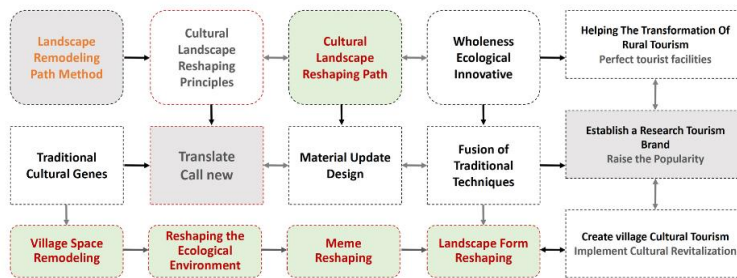 Landscape
Remodeling
Path Method
Cultural
Landscape
Reshaping
Principles
Cultural
Landscape
Reshaping Path
Wholeness
Ecological
Innovative
Helping The Transformation Of
Rural Tourism
Perfect tourist facilities
Traditional
Cultural Genes
Translate
Call new
Material Update
Design
Fusion of
Traditional
Techniques
Establish a Research Tourism
Brand
Raise the Popularity
Village Space
Remodeling
Reshaping the
Ecological
Environment
Meme
Reshaping
Landscape Form
Reshaping
Create village Cultural Tourism
Implement Cultural Revitalization